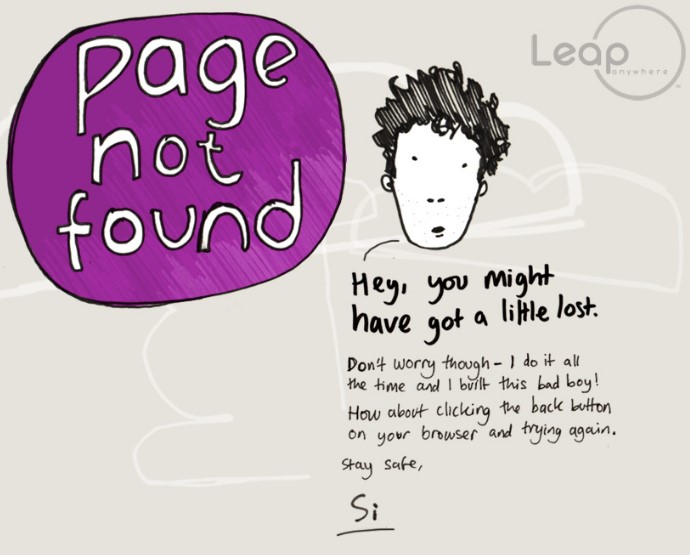 page
not
found
Leap
anywhere
TM
Hey, you might
have got a little lost.
Don't worry though - I do it all
the time and I built this bad boy!
How about clicking the back button
on your browser and trying again.
Stay safe,
Si